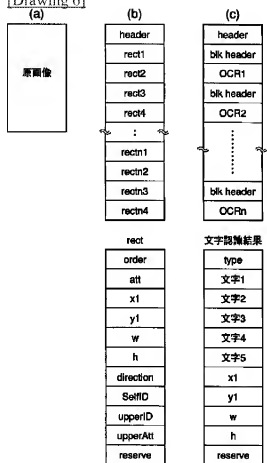 [Drawing 6]
(a)
原画像
(b)
header
rect1
rect2
rect3
rect4
:
rectn1
rectn2
rectn3
rectn4
(c)
header
blk header
OCR1
blk header
OCR2
blk header
OCRn
rect
order
att
x1
y1
w
h
direction
SelfID
upperID
upperAtt
reserve
文字認識結果
type
文字1
文字2
文字3
文字4
文字5
x1
y1
w
h
reserve